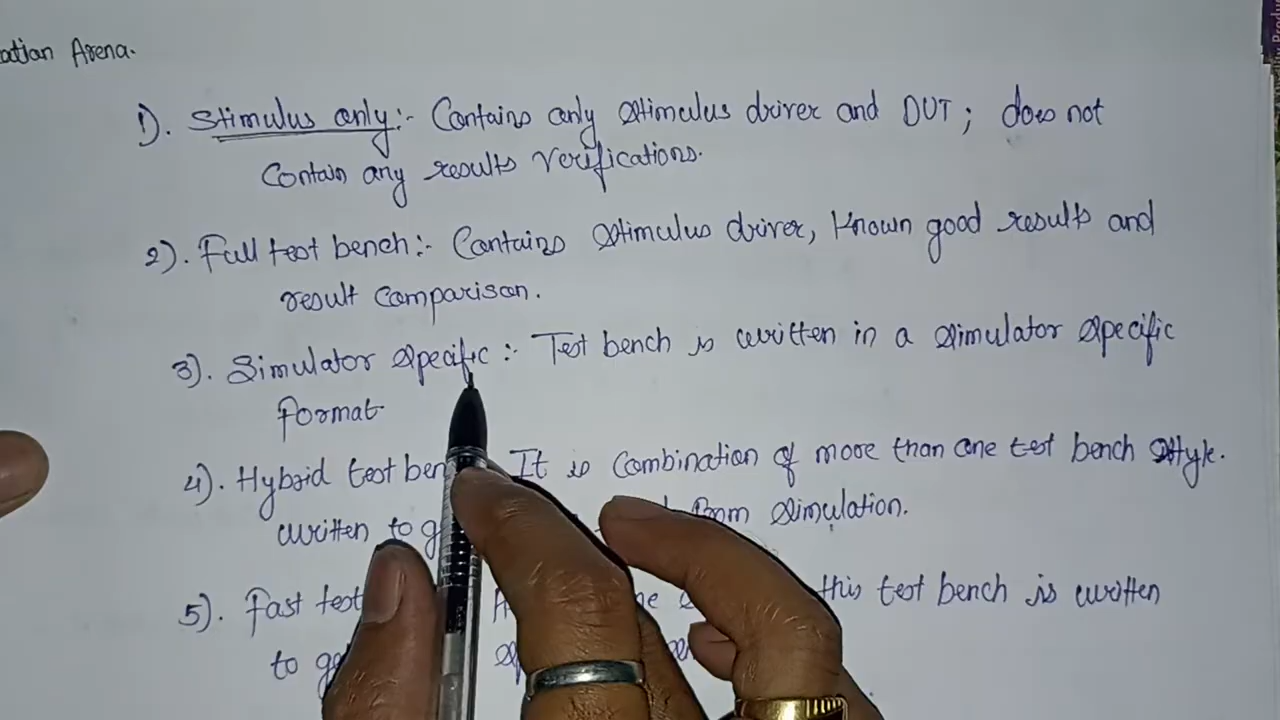 Arena.
1). Stimulus only:- Contains only stimulus driver and DUT; does not
Contain any results verifications.
2). Full test bench:- Contains stimulus driver, known good results and
result comparison.
3). Simulator specific :- Test bench is written in a simulator specific
format.
4). Hybrid test It is combination of more than one test bench style.
written to from simulation.
5). Fast test this test bench is written
to